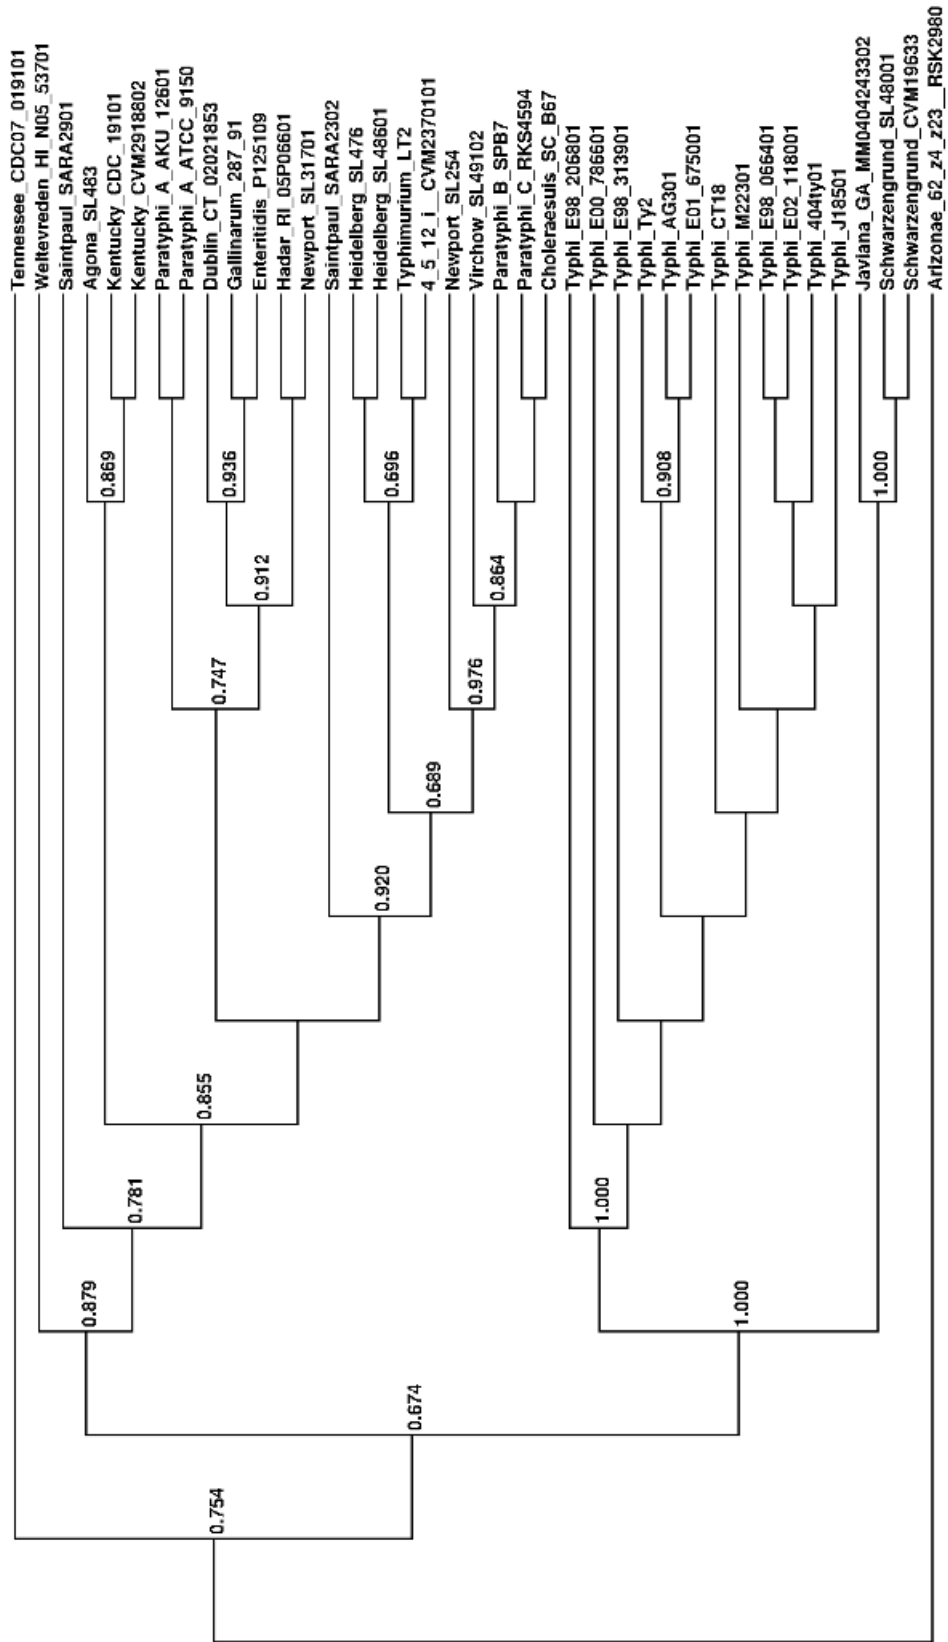 Tennessee_CDC07_019101
Weltevreden_HI_N05_53701
Saintpaul_SARA2901
Agona_SL483
Kentucky_CDC_19101
Kentucky_CVM2918802
Paratyphi_A_AKU_12601
Paratyphi_A_ATCC_9150
Dublin_CT_02021853
Gallinarum_287_91
Enteritidis_P125109
Hadar_RI_05P06601
Newport_SL31701
Saintpaul_SARA2302
Heidelberg_SL476
Heidelberg_SL48601
Typhimurium_LT2
4_5_12_i_CVM2370101
Newport_SL254
Virchow_SL49102
Paratyphi_B_SPB7
Paratyphi_C_RKS4594
Choleraesuis_SC_B67
Typhi_E98_206801
Typhi_E00_786601
Typhi_E98_313901
Typhi_Ty2
Typhi_AG301
Typhi_E01_675001
Typhi_CT18
Typhi_M22301
Typhi_E98_066401
Typhi_E02_118001
Typhi_404ty01
Typhi_J18501
Javiana_GA_MM0404243302
Schwarzengrund_SL48001
Schwarzengrund_CVM19633
Arizonae_62_z4_z23__RSK2980
0.869
0.936
0.696
0.908
1.000
0.912
0.864
0.747
0.976
0.689
0.920
0.855
0.781
1.000
0.879
1.000
0.674
0.754